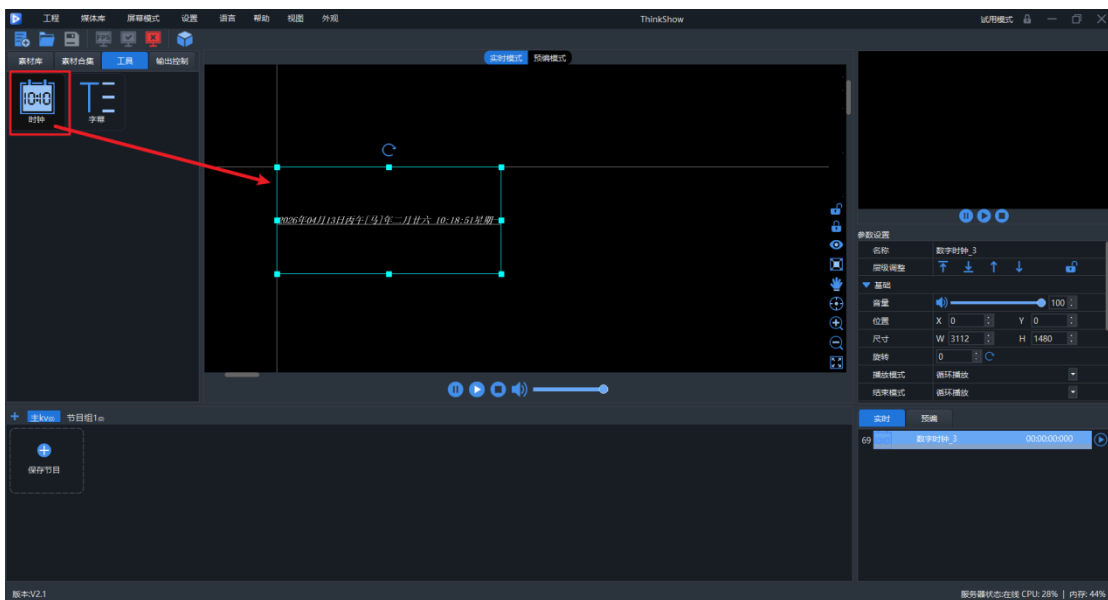 工程 媒体库 屏幕模式 设置 语言 帮助 视图 外观 ThinkShow 试用模式
素材库 素材合集 工具 输出控制
实时模式 预编模式
10:10
时钟 字幕
2026年04月13日丙午[马]年二月廿六 10:18:51星期一
参数设置
名称 数字时钟_3
层级调整
基础
音量 100
位置 X 0 Y 0
尺寸 W 3112 H 1480
旋转 0
播放模式 循环播放
结束模式 循环播放
主kv 节目组1
保存节目
实时 预编
69 数字时钟_3 00:00:00:000
版本:V2.1 服务器状态:在线 CPU: 28% | 内存: 44%